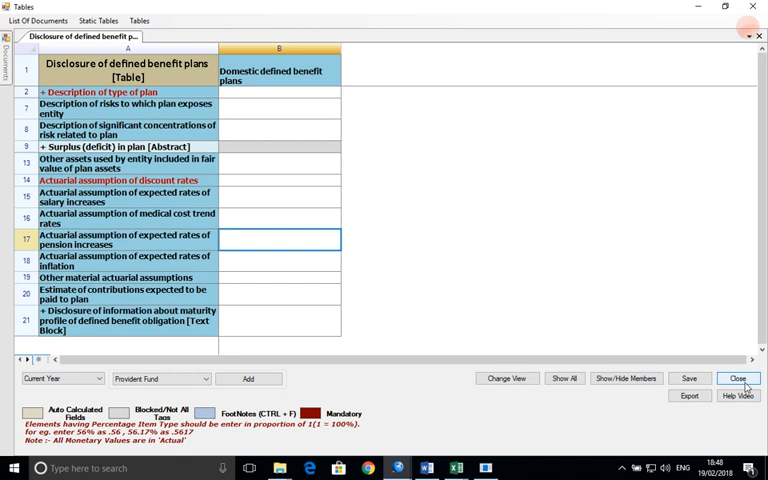 Tables
List Of Documents Static Tables Tables
Disclosure of defined benefit p...
Documents
A B
1 Disclosure of defined benefit plans [Table] Domestic defined benefit plans
2 + Description of type of plan
7 Description of risks to which plan exposes entity
8 Description of significant concentrations of risk related to plan
9 + Surplus (deficit) in plan [Abstract]
13 Other assets used by entity included in fair value of plan assets
14 Actuarial assumption of discount rates
15 Actuarial assumption of expected rates of salary increases
16 Actuarial assumption of medical cost trend rates
17 Actuarial assumption of expected rates of pension increases
18 Actuarial assumption of expected rates of inflation
19 Other material actuarial assumptions
20 Estimate of contributions expected to be paid to plan
21 + Disclosure of information about maturity profile of defined benefit obligation [Text Block]
Current Year Provident Fund Add Change View Show All Show/Hide Members Save Close
Export Help Video
Auto Calculated Fields Blocked/Not All Tags FootNotes (CTRL + F) Mandatory
Elements having Percentage Item Type should be enter in proportion of 1(1 = 100%).
for eg. enter 56% as .56 , 56.17% as .5617
Note :- All Monetary Values are in 'Actual'
Type here to search ENG 18:48
19/02/2018